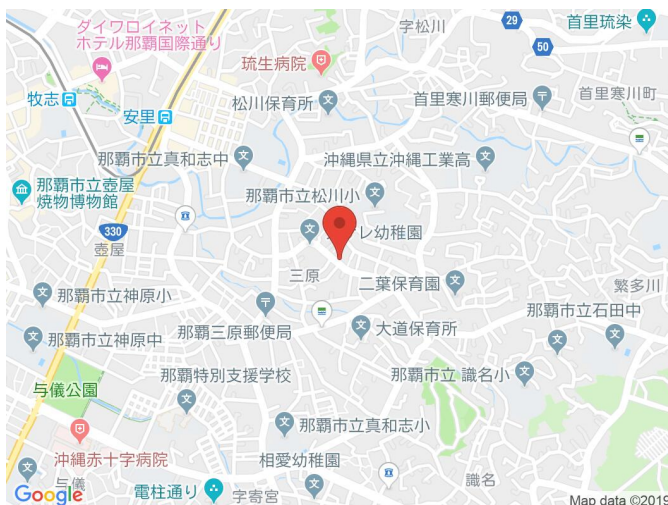 字松川
29
首里琉染
ダイワロイネット
ホテル那覇国際通り
50
琉生病院
牧志
松川保育所
首里寒川郵便局
首里寒川町
安里
那覇市立真和志中
沖縄県立沖縄工業高
那覇市立壺屋
焼物博物館
那覇市立松川小
330
壺屋
レ幼稚園
三原
二葉保育園
繁多川
那覇市立神原小
那覇市立石田中
那覇三原郵便局
大道保育所
那覇市立神原中
那覇特別支援学校
那覇市立 識名小
与儀公園
那覇市立真和志小
沖縄赤十字病院
相愛幼稚園
与儀
識名
Google
電柱通り
字寄宮
Map data ©2019